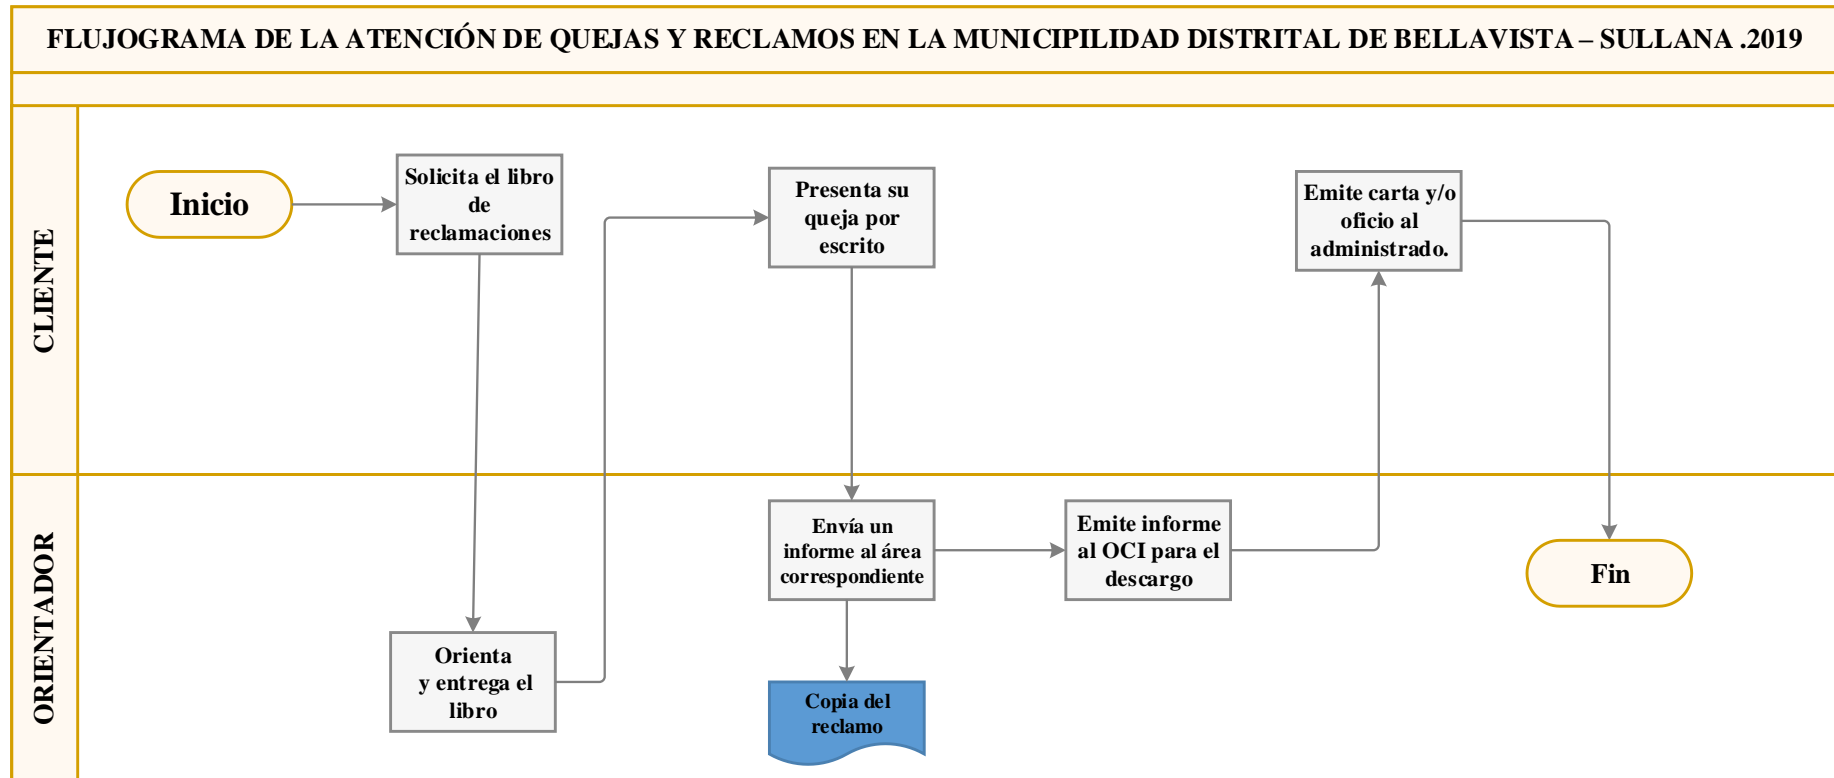 FLUJOGRAMA DE LA ATENCIÓN DE QUEJAS Y RECLAMOS EN LA MUNICIPILIDAD DISTRITAL DE BELLAVISTA – SULLANA .2019
CLIENTE
Inicio
Solicita el libro
de
reclamaciones
Presenta su
queja por
escrito
Emite carta y/o
oficio al
administrado.
ORIENTADOR
Orienta
y entrega el
libro
Envía un
informe al área
correspondiente
Emite informe
al OCI para el
descargo
Fin
Copia del
reclamo